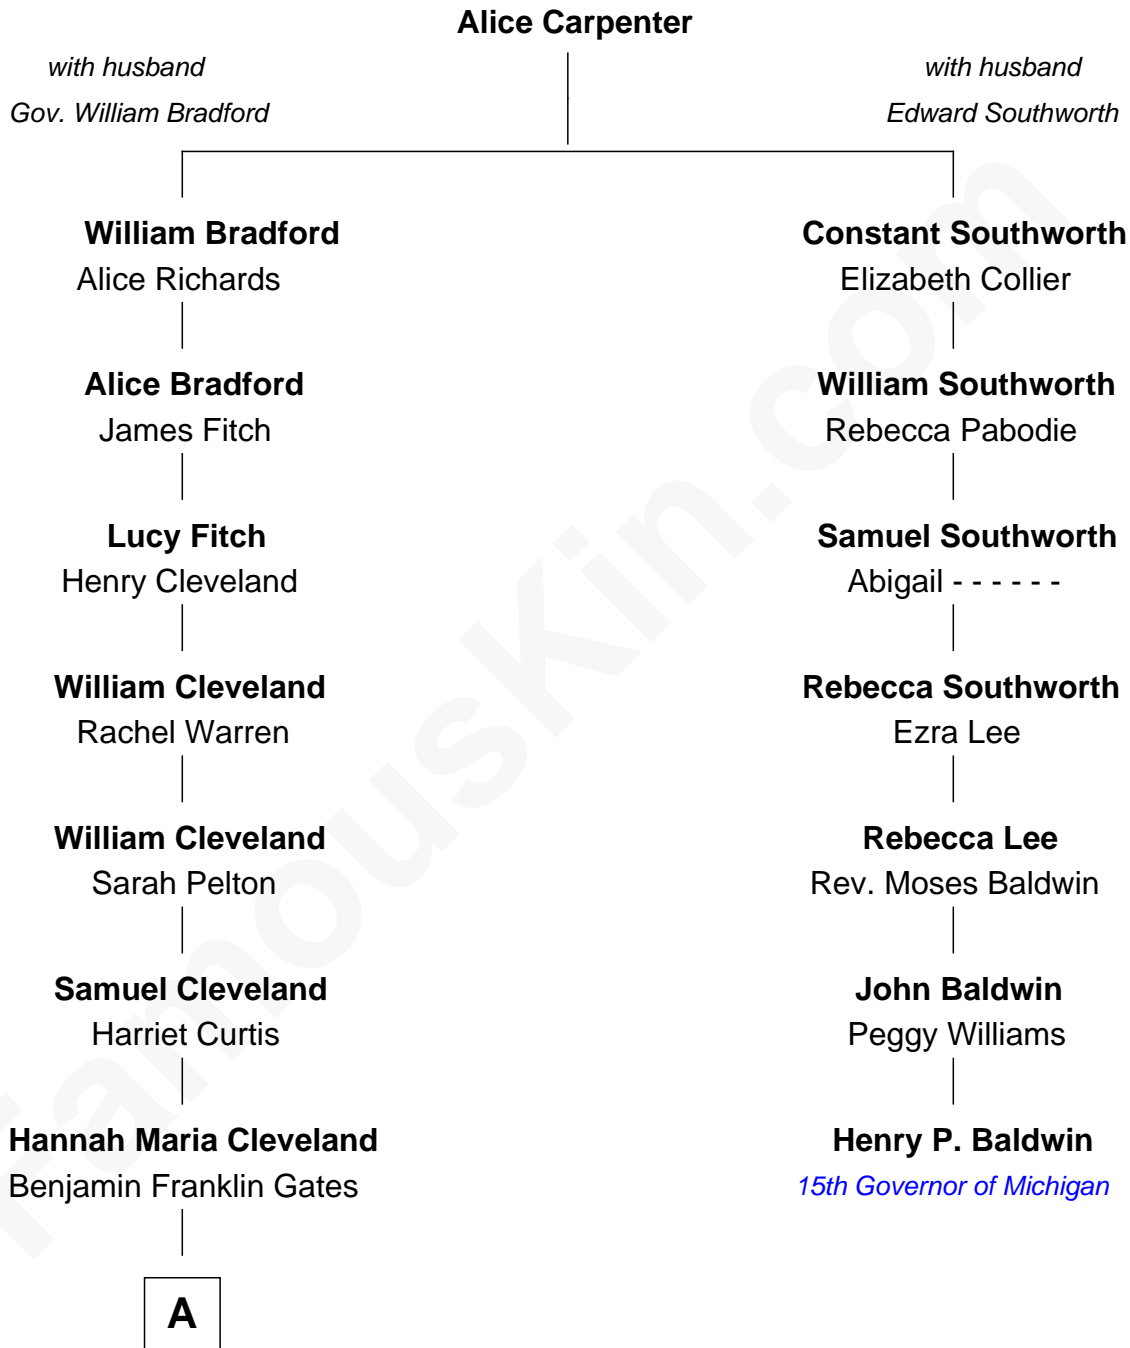 Alice Carpenter
with husband
Gov. William Bradford
with husband
Edward Southworth
William Bradford
Alice Richards
Constant Southworth
Elizabeth Collier
Alice Bradford
James Fitch
William Southworth
Rebecca Pabodie
Lucy Fitch
Henry Cleveland
Samuel Southworth
Abigail - - - - - -
William Cleveland
Rachel Warren
Rebecca Southworth
Ezra Lee
William Cleveland
Sarah Pelton
Rebecca Lee
Rev. Moses Baldwin
Samuel Cleveland
Harriet Curtis
John Baldwin
Peggy Williams
Hannah Maria Cleveland
Benjamin Franklin Gates
Henry P. Baldwin
15th Governor of Michigan
A
FamousKin.com